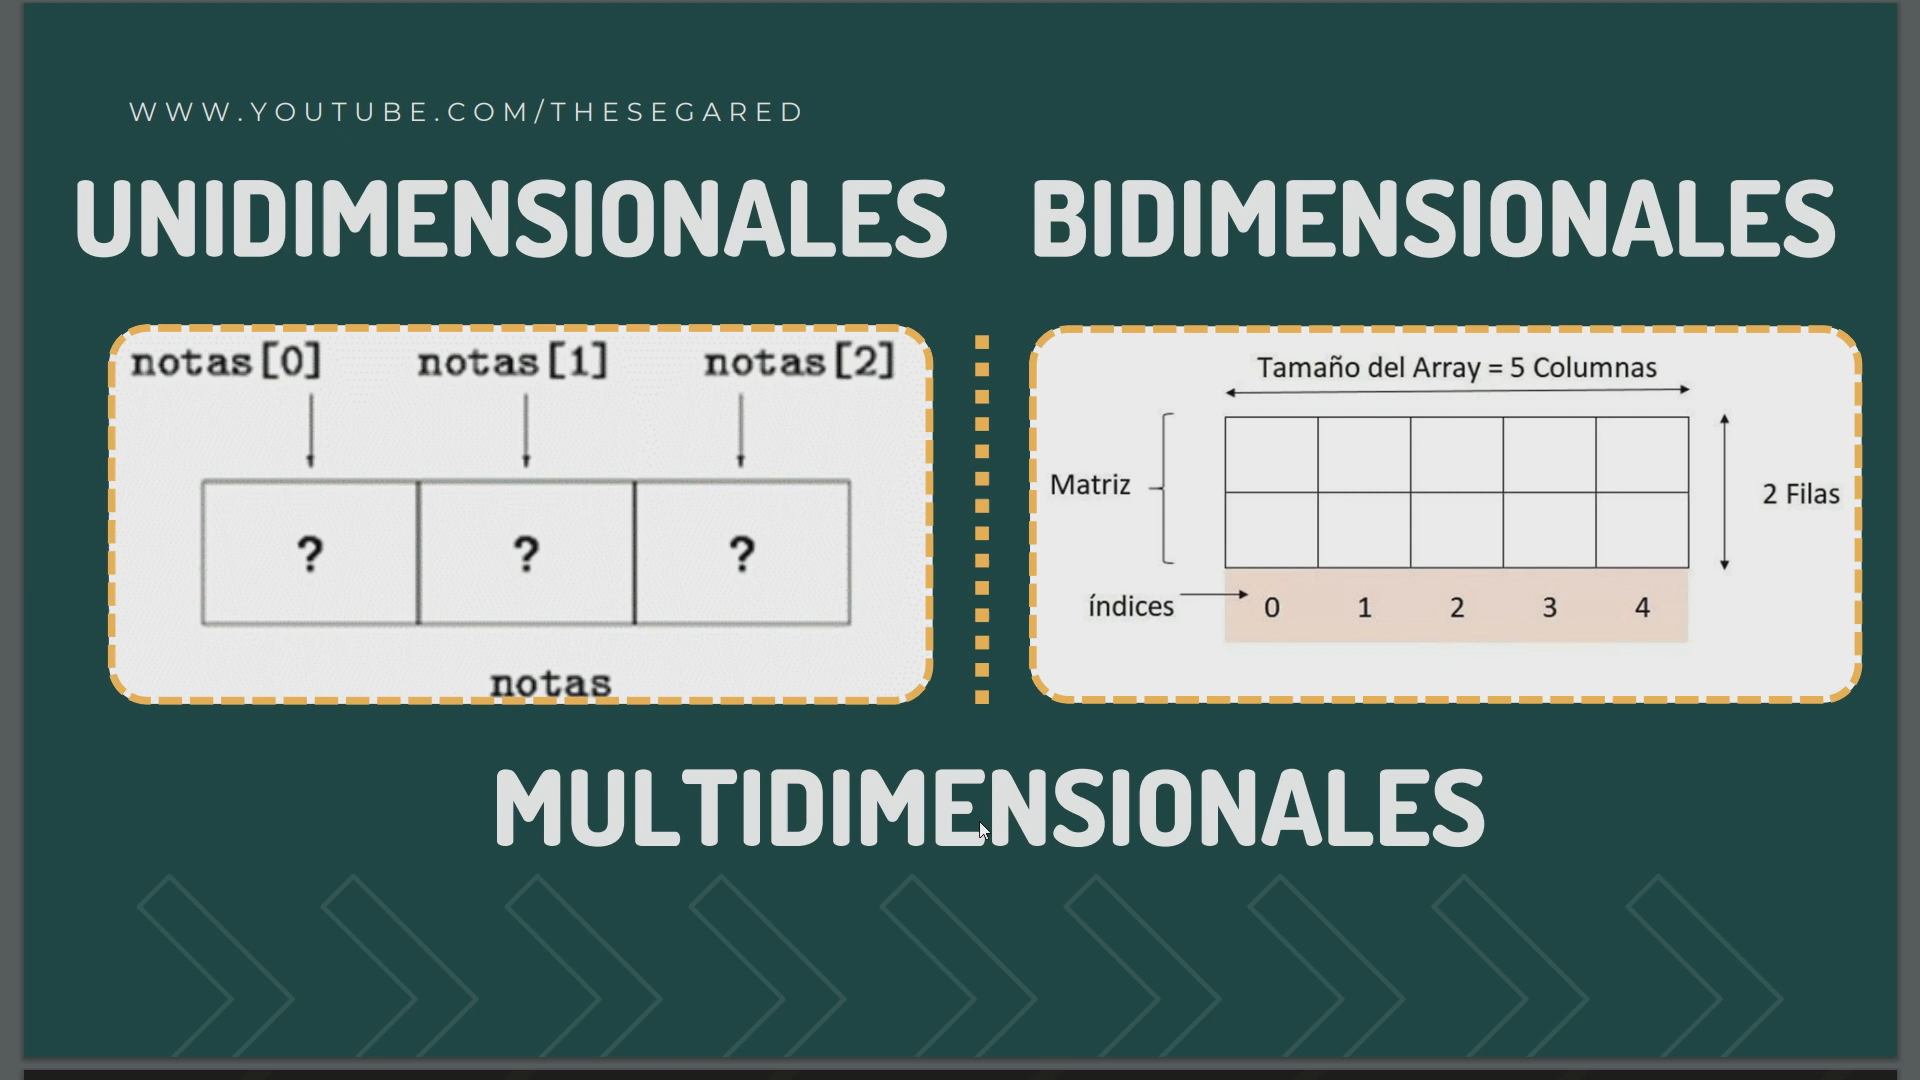 WWW.YOUTUBE.COM/THESEGARED
UNIDIMENSIONALES
BIDIMENSIONALES
notas[0] notas[1] notas[2]
? ? ?
notas
Tamaño del Array = 5 Columnas
Matriz
2 Filas
índices 0 1 2 3 4
MULTIDIMENSIONALES